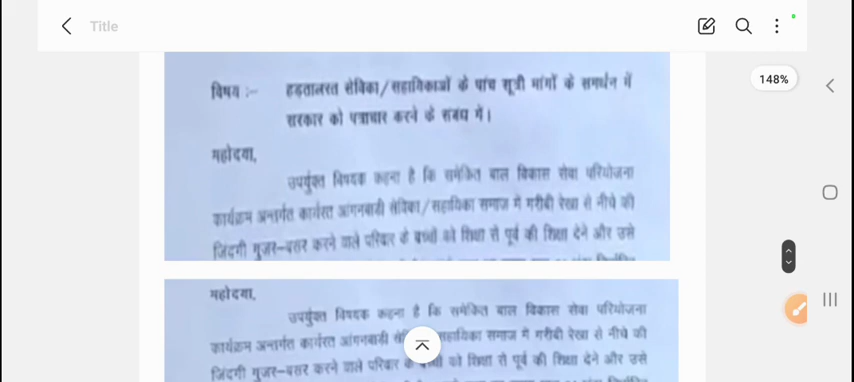 Title
148%
विषय :- हड़तालरत सेविका/सहायिकाओं के पांच सूत्री मांगों के समर्थन में
सरकार को पत्राचार करने के संबध में।
महोदया,
उपर्युक्त विषयक कहना है कि समेकित बाल विकास सेवा परियोजना
कार्यक्रम अन्तर्गत कार्यरत आंगनबाड़ी सेविका/सहायिका समाज में गरीबी रेखा से नीचे की
जिंदगी गुजर-बसर करने वाले परिवार के बच्चों को शिक्षा से पूर्व की शिक्षा देने और उसे
महोदया,
उपर्युक्त विषयक कहना है कि समेकित बाल विकास सेवा परियोजना
कार्यक्रम अन्तर्गत कार्यरत आंगनबाड़ी सहायिका समाज में गरीबी रेखा से नीचे की
जिंदगी गुजर-बसर करने वाले परिवार के को शिक्षा से पूर्व की शिक्षा देने और उसे